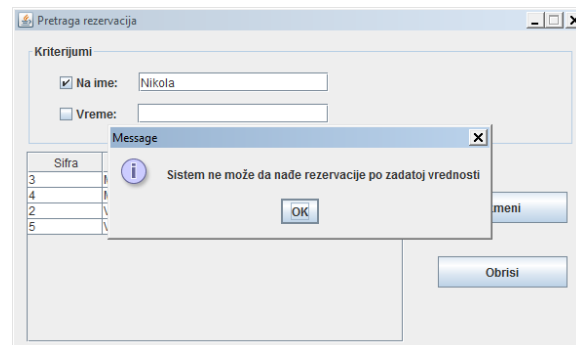 Pretraga rezervacija
Kriterijumi
Na ime: Nikola
Vreme:
Message
Sistem ne može da nađe rezervacije po zadatoj vrednosti
OK
Sifra
3
4
2
5
Obrisi